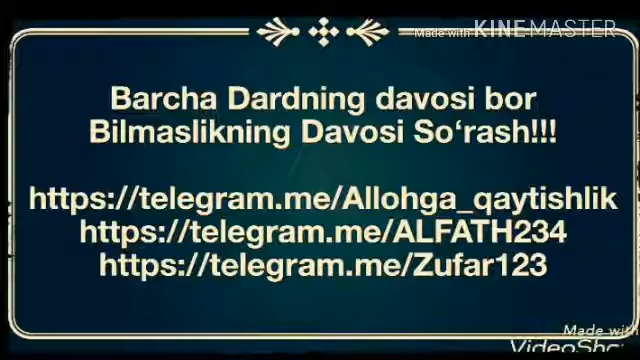 Made with KINEMASTER
Barcha Dardning davosi bor
Bilmaslikning Davosi So‘rash!!!
https://telegram.me/Allohga_qaytishlik
https://telegram.me/ALFATH234
https://telegram.me/Zufar123
Made with
VideoSho